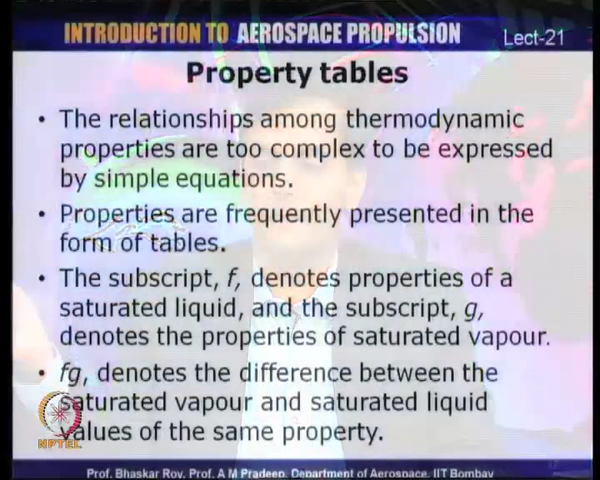 INTRODUCTION TO AEROSPACE PROPULSION
Lect-21
Property tables
• The relationships among thermodynamic
properties are too complex to be expressed
by simple equations.
• Properties are frequently presented in the
form of tables.
• The subscript, f, denotes properties of a
saturated liquid, and the subscript, g,
denotes the properties of saturated vapour.
• fg, denotes the difference between the
saturated vapour and saturated liquid
values of the same property.
NPTEL
Prof. Bhaskar Roy, Prof. A M Pradeep, Department of Aerospace, IIT Bombay